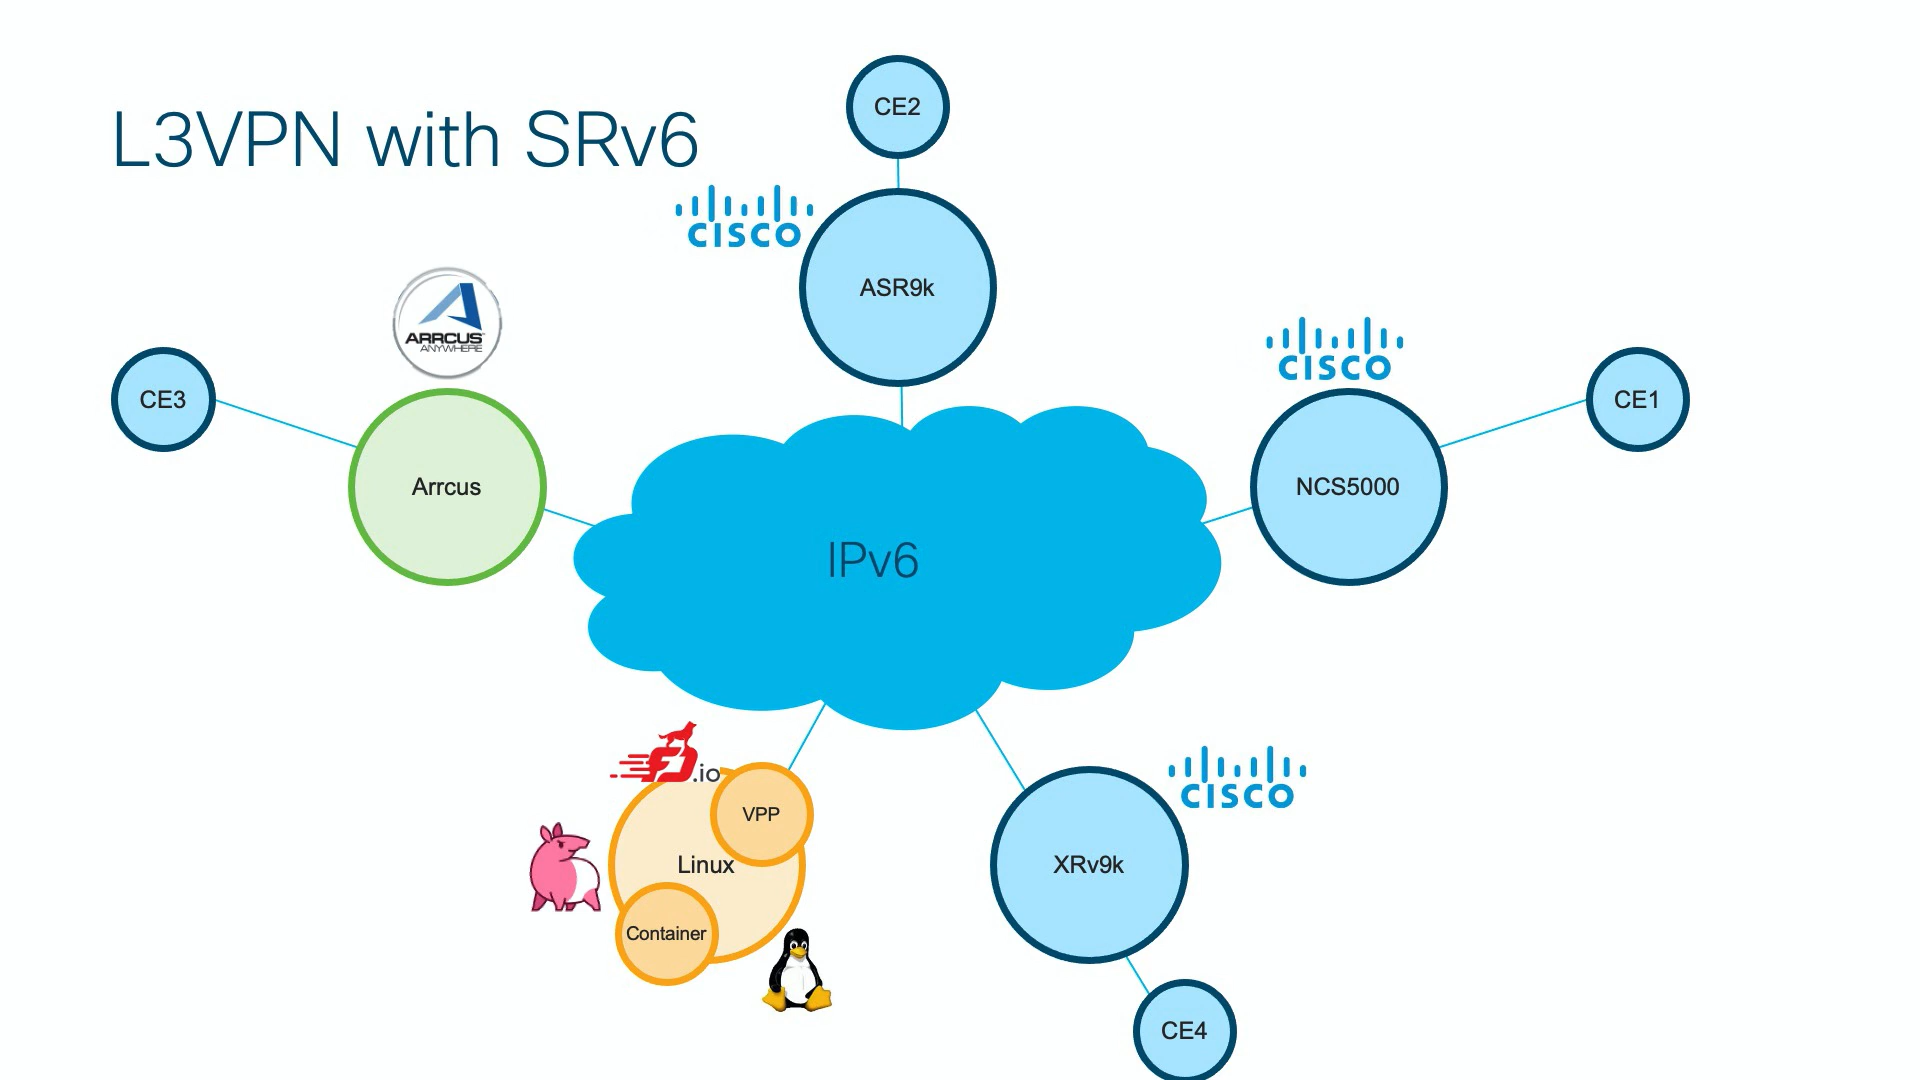 CE2
L3VPN with SRv6
CISCO
ASR9k
ARRCUS
ANYWHERE
CISCO
CE3
CE1
Arrcus
NCS5000
IPv6
FD.io
CISCO
VPP
Linux
XRv9k
Container
CE4